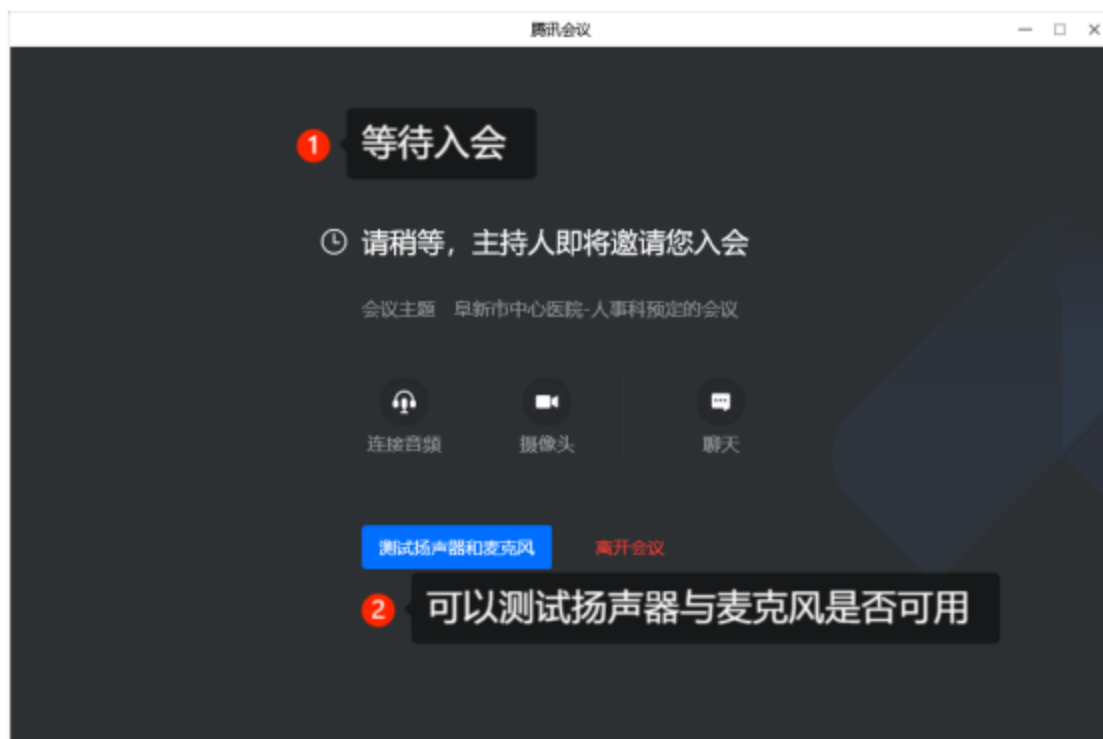 腾讯会议
1 等待入会
请稍等，主持人即将邀请您入会
会议主题 阜新市中心医院-人事科预定的会议
连接音频 摄像头 聊天
测试扬声器和麦克风 离开会议
2 可以测试扬声器与麦克风是否可用